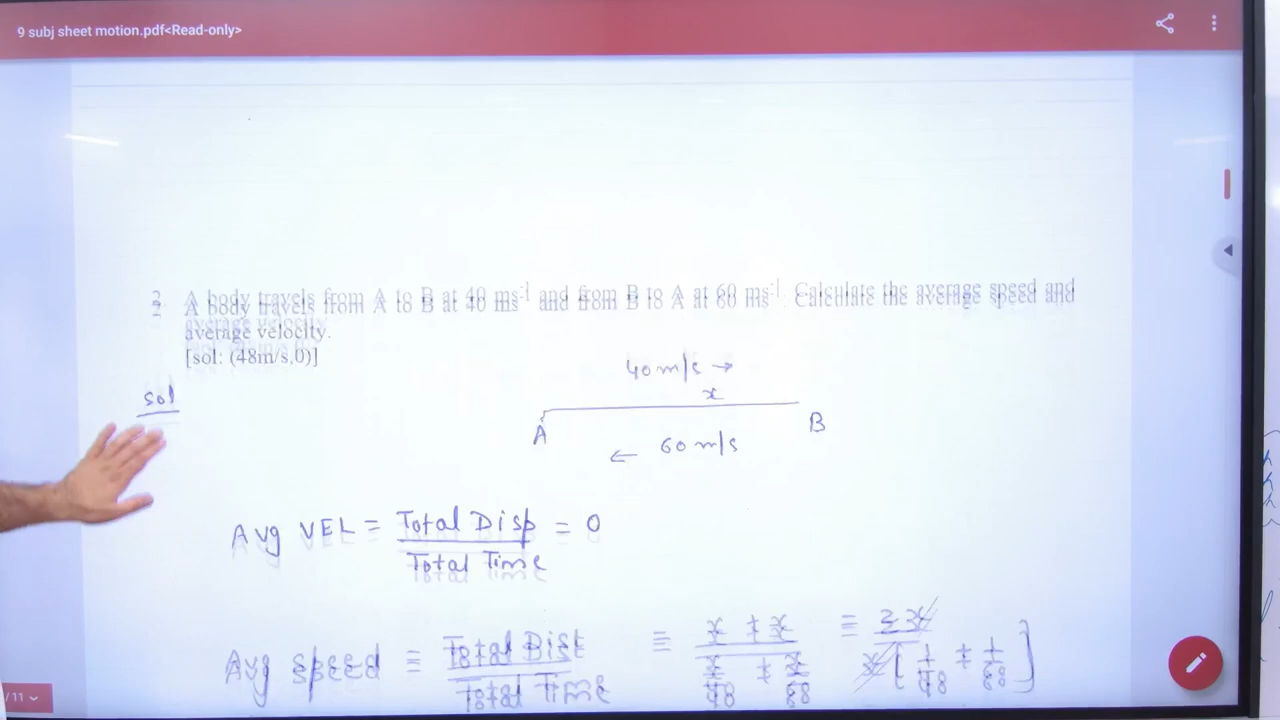 9 subj sheet motion.pdf<Read-only>
2 A body travels from A to B at 40 ms-1 and from B to A at 60 ms-1. Calculate the average speed and
average velocity.
[sol: (48m/s,0)]
Sol
40 m/s →
x
A B
← 60 m/s
Avg VEL = Total Disp / Total Time = 0
Avg speed = Total Dist / Total Time = x + x / x/40 + x/60 = 2x / x[1/40 + 1/60]
/11